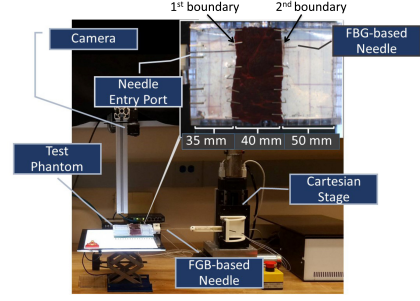 1st boundary
2nd boundary
Camera
FBG-based
Needle
Needle
Entry Port
35 mm
40 mm
50 mm
Test
Phantom
Cartesian
Stage
FGB-based
Needle